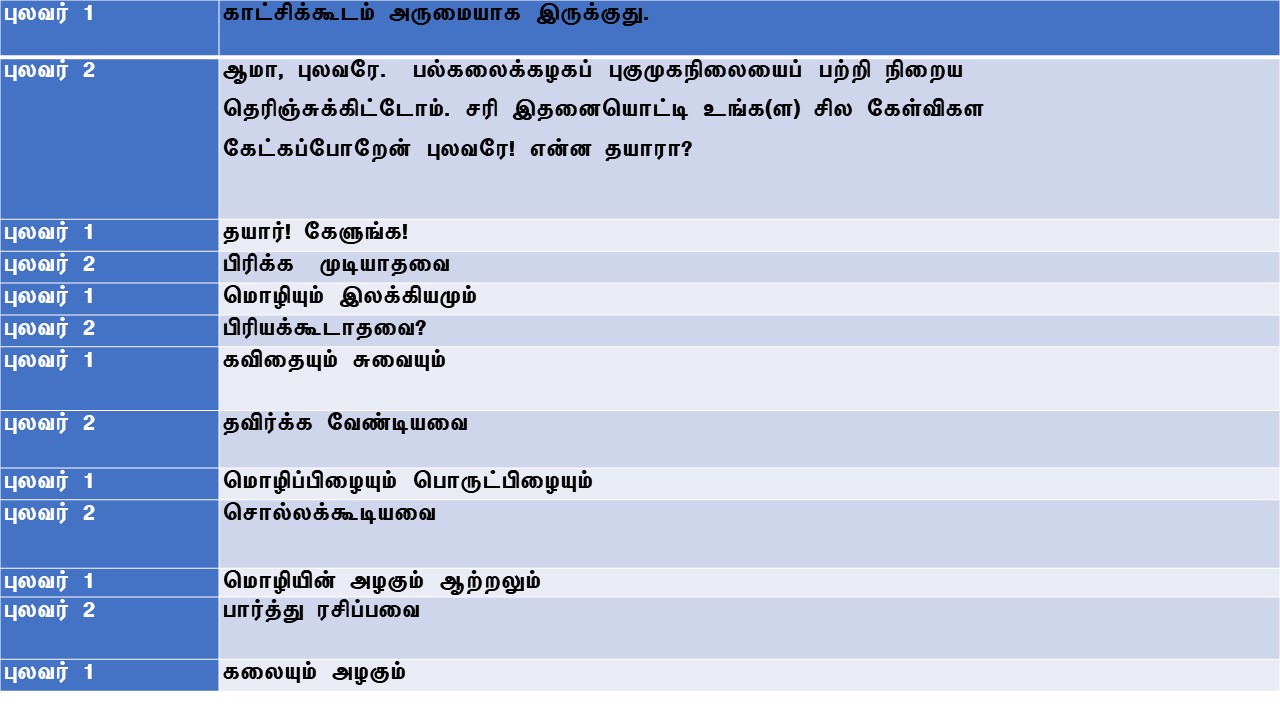 புலவர் 1 காட்சிக்கூடம் அருமையாக இருக்குது.
புலவர் 2 ஆமா, புலவரே. பல்கலைக்கழகப் புகுமுகநிலையைப் பற்றி நிறைய
தெரிஞ்சுக்கிட்டோம். சரி இதனையொட்டி உங்க(ள) சில கேள்விகள
கேட்கப்போறேன் புலவரே! என்ன தயாரா?
புலவர் 1 தயார்! கேளுங்க!
புலவர் 2 பிரிக்க முடியாதவை
புலவர் 1 மொழியும் இலக்கியமும்
புலவர் 2 பிரியக்கூடாதவை?
புலவர் 1 கவிதையும் சுவையும்
புலவர் 2 தவிர்க்க வேண்டியவை
புலவர் 1 மொழிப்பிழையும் பொருட்பிழையும்
புலவர் 2 சொல்லக்கூடியவை
புலவர் 1 மொழியின் அழகும் ஆற்றலும்
புலவர் 2 பார்த்து ரசிப்பவை
புலவர் 1 கலையும் அழகும்